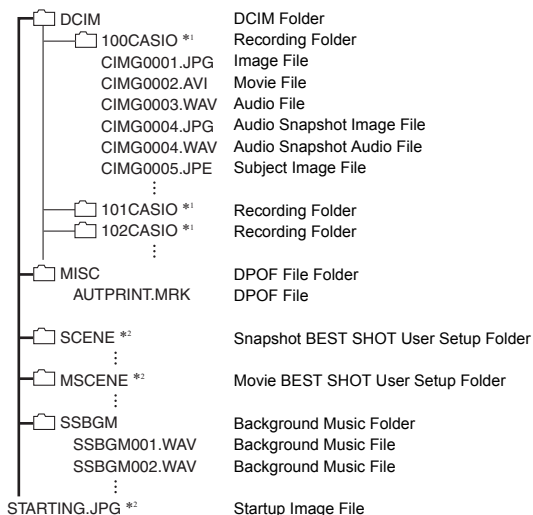 DCIM DCIM Folder
100CASIO *1 Recording Folder
CIMG0001.JPG Image File
CIMG0002.AVI Movie File
CIMG0003.WAV Audio File
CIMG0004.JPG Audio Snapshot Image File
CIMG0004.WAV Audio Snapshot Audio File
CIMG0005.JPE Subject Image File
⋮
101CASIO *1 Recording Folder
102CASIO *1 Recording Folder
⋮
MISC DPOF File Folder
AUTPRINT.MRK DPOF File
SCENE *2 Snapshot BEST SHOT User Setup Folder
⋮
MSCENE *2 Movie BEST SHOT User Setup Folder
⋮
SSBGM Background Music Folder
SSBGM001.WAV Background Music File
SSBGM002.WAV Background Music File
⋮
STARTING.JPG *2 Startup Image File